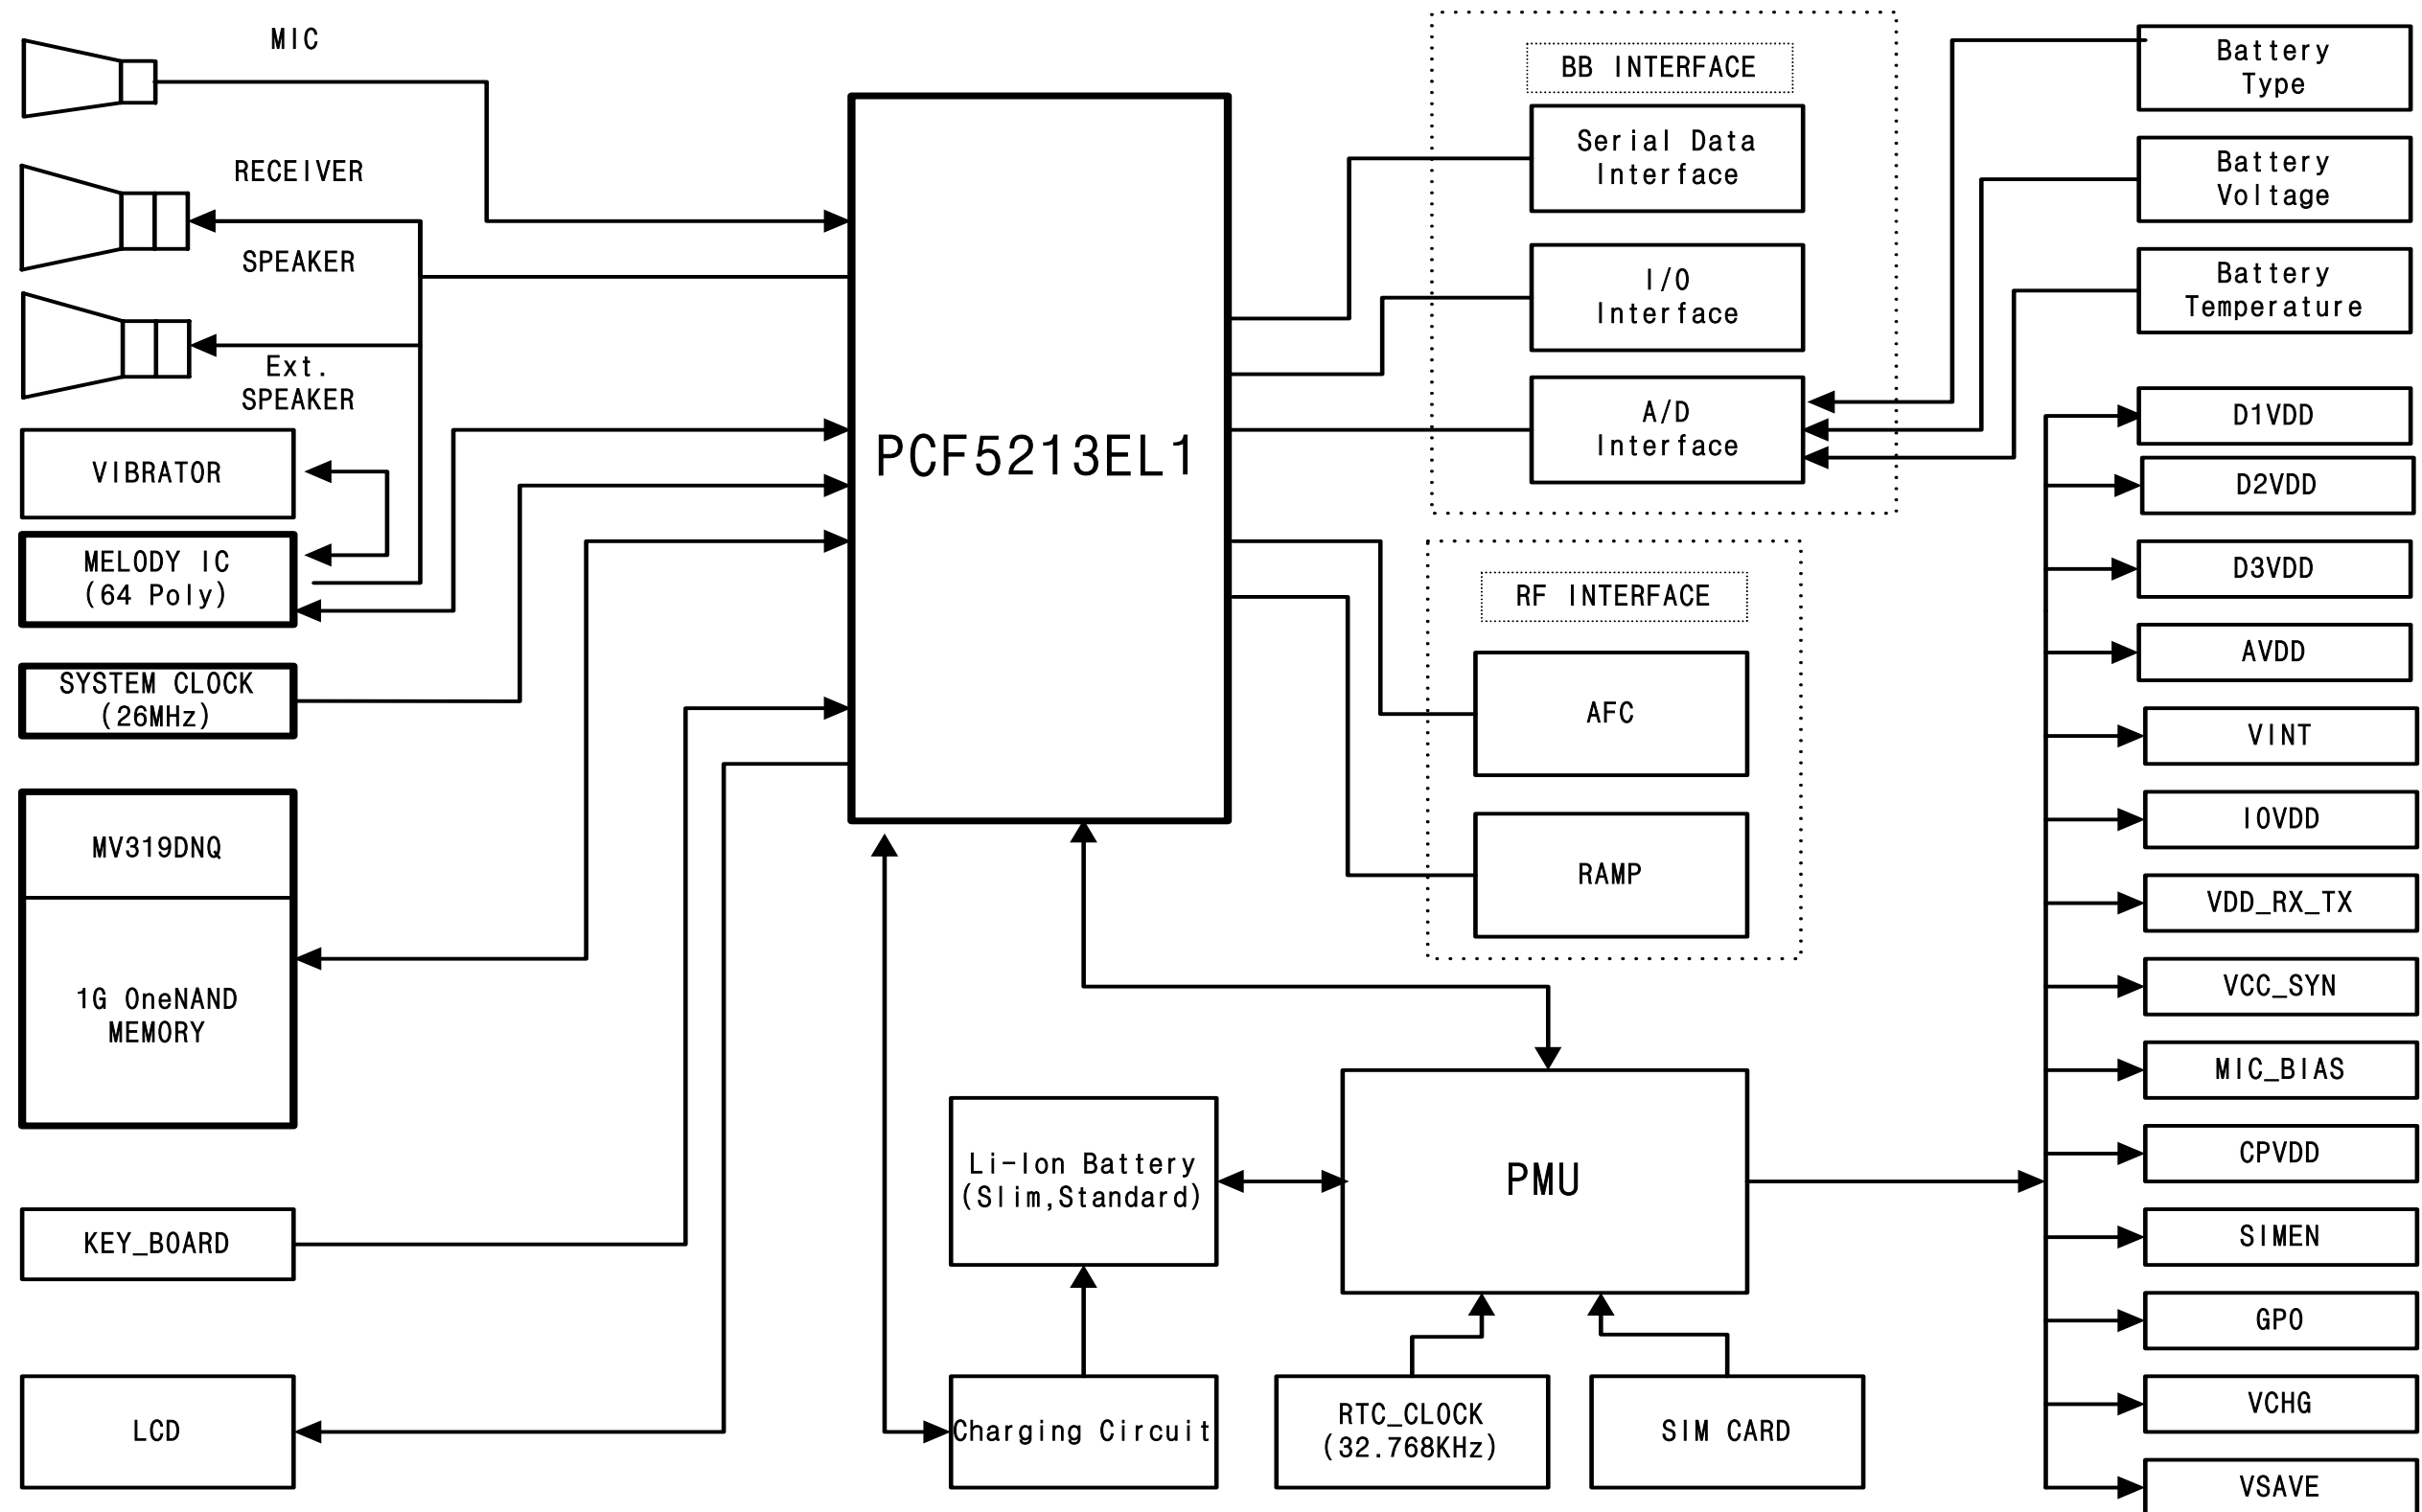 MIC
RECEIVER
SPEAKER
Ext.
SPEAKER
VIBRATOR
MELODY IC
(64 Poly)
SYSTEM CLOCK
(26MHz)
MV319DNQ
1G OneNAND
MEMORY
KEY_BOARD
LCD
PCF5213EL1
BB INTERFACE
Serial Data
Interface
I/O
Interface
A/D
Interface
RF INTERFACE
AFC
RAMP
Li-Ion Battery
(Slim,Standard)
PMU
Charging Circuit
RTC_CLOCK
(32.768KHz)
SIM CARD
Battery
Type
Battery
Voltage
Battery
Temperature
D1VDD
D2VDD
D3VDD
AVDD
VINT
IOVDD
VDD_RX_TX
VCC_SYN
MIC_BIAS
CPVDD
SIMEN
GPO
VCHG
VSAVE